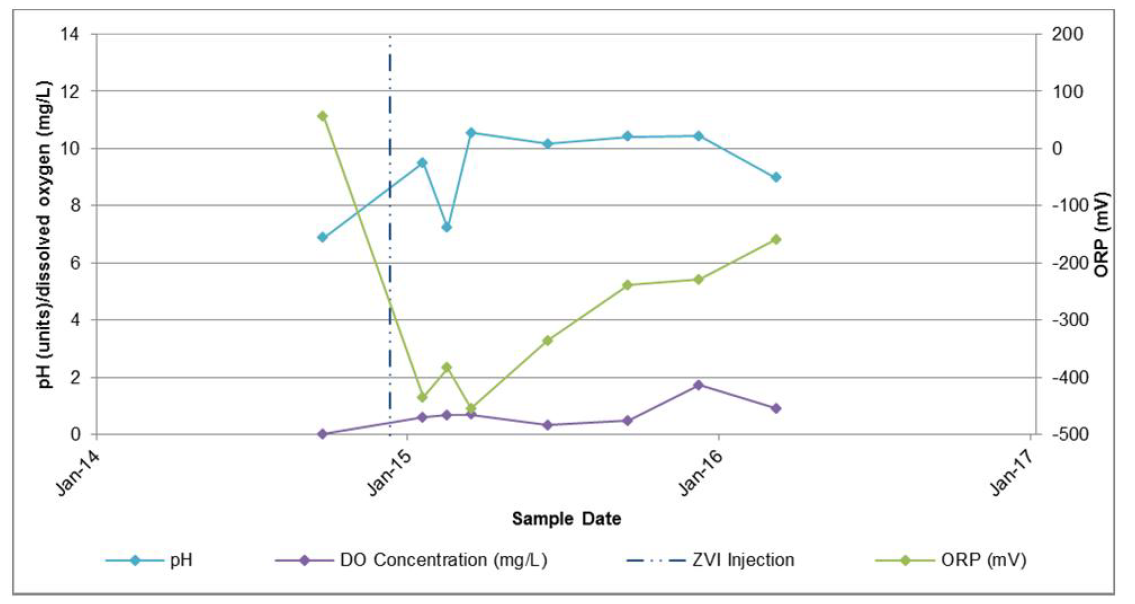 pH (units)/dissolved oxygen (mg/L)
14
12
10
8
6
4
2
0
200
100
0
-100
-200
-300
-400
-500
ORP (mV)
Jan-14
Jan-15
Jan-16
Jan-17
Sample Date
pH
DO Concentration (mg/L)
ZVI Injection
ORP (mV)